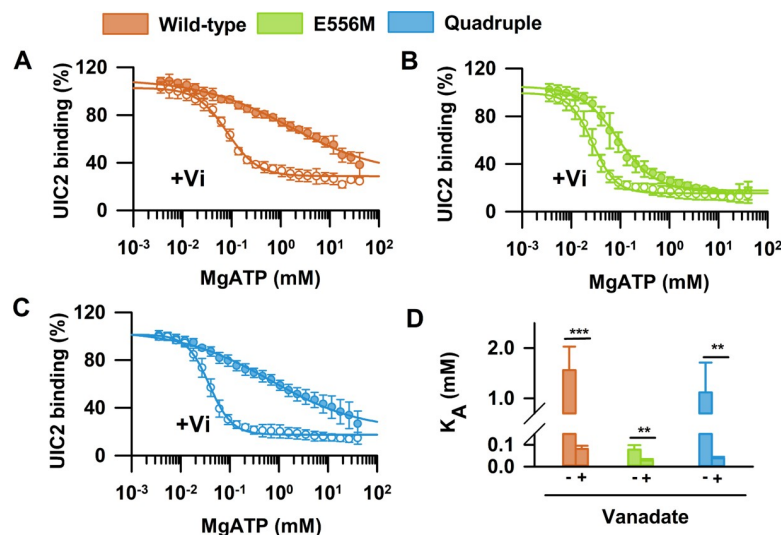 Wild-type E556M Quadruple
A
UIC2 binding (%)
120
80
40
0
+Vi
10⁻³ 10⁻² 10⁻¹ 10⁰ 10¹ 10²
MgATP (mM)
B
UIC2 binding (%)
120
80
40
0
+Vi
10⁻³ 10⁻² 10⁻¹ 10⁰ 10¹ 10²
MgATP (mM)
C
UIC2 binding (%)
120
80
40
0
+Vi
10⁻³ 10⁻² 10⁻¹ 10⁰ 10¹ 10²
MgATP (mM)
D
K_A (mM)
2.0
1.0
0.1
0.0
*** ** **
- + - + - +
Vanadate